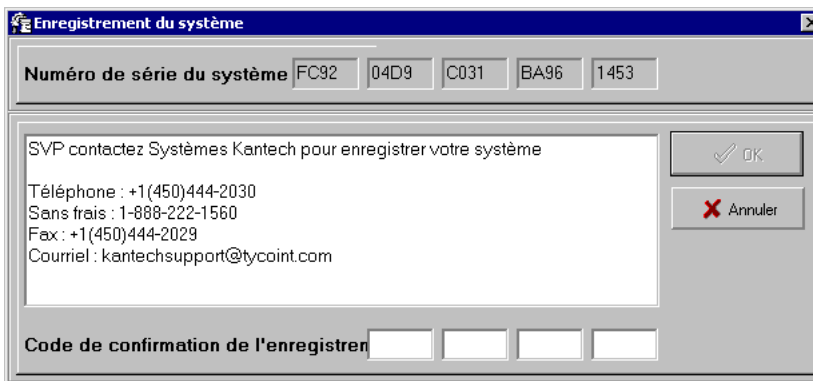 Enregistrement du système
Numéro de série du système FC92 04D9 C031 BA96 1453
SVP contactez Systèmes Kantech pour enregistrer votre système
OK
Téléphone : +1(450)444-2030
Sans frais : 1-888-222-1560
Annuler
Fax : +1(450)444-2029
Courriel : kantechsupport@tycoint.com
Code de confirmation de l'enregistren